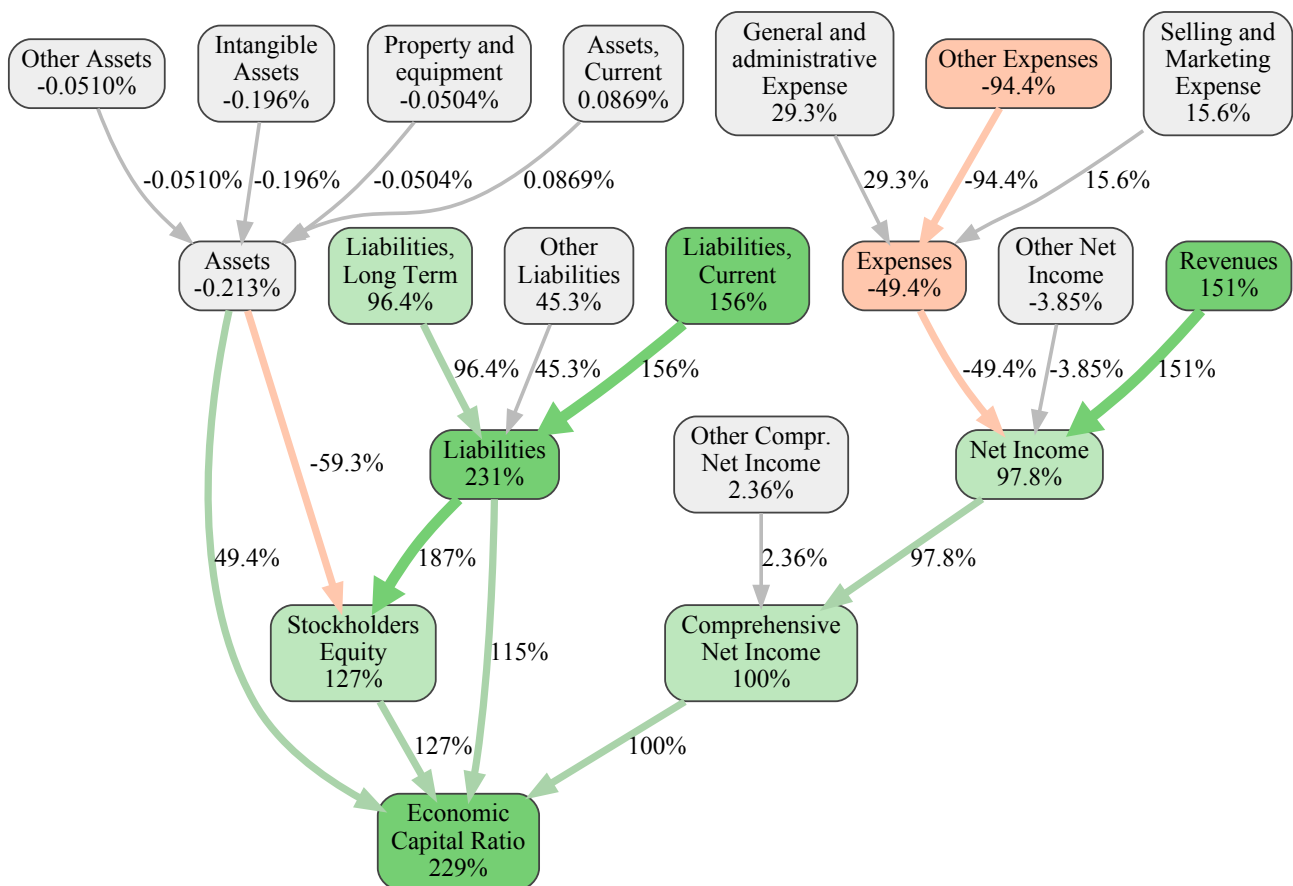 Other Assets
-0.0510%
Intangible
Assets
-0.196%
Property and
equipment
-0.0504%
Assets,
Current
0.0869%
General and
administrative
Expense
29.3%
Other Expenses
-94.4%
Selling and
Marketing
Expense
15.6%
-0.0510%
-0.196%
-0.0504%
0.0869%
29.3%
-94.4%
15.6%
Assets
-0.213%
Liabilities,
Long Term
96.4%
Other
Liabilities
45.3%
Liabilities,
Current
156%
Expenses
-49.4%
Other Net
Income
-3.85%
Revenues
151%
96.4%
45.3%
156%
-49.4%
-3.85%
151%
-59.3%
Liabilities
231%
Other Compr.
Net Income
2.36%
Net Income
97.8%
49.4%
187%
2.36%
97.8%
Stockholders
Equity
127%
115%
Comprehensive
Net Income
100%
127%
100%
Economic
Capital Ratio
229%